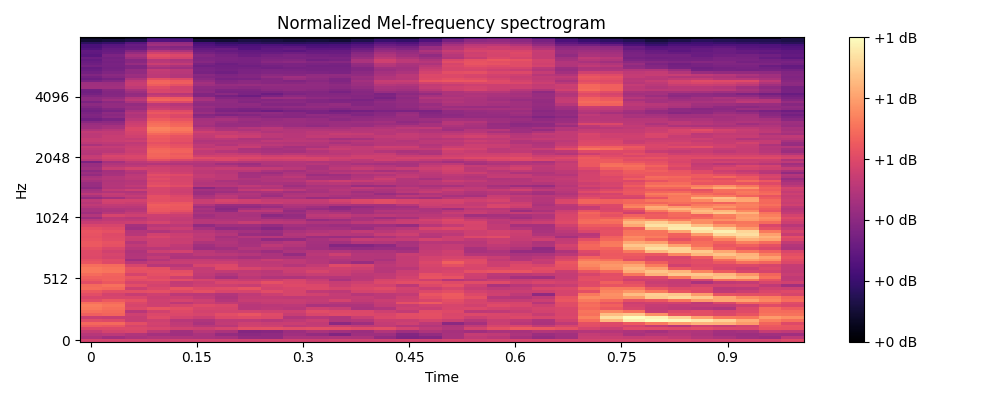 Normalized Mel-frequency spectrogram
Hz
4096
2048
1024
512
0
0 0.15 0.3 0.45 0.6 0.75 0.9
Time
+1 dB
+1 dB
+1 dB
+0 dB
+0 dB
+0 dB